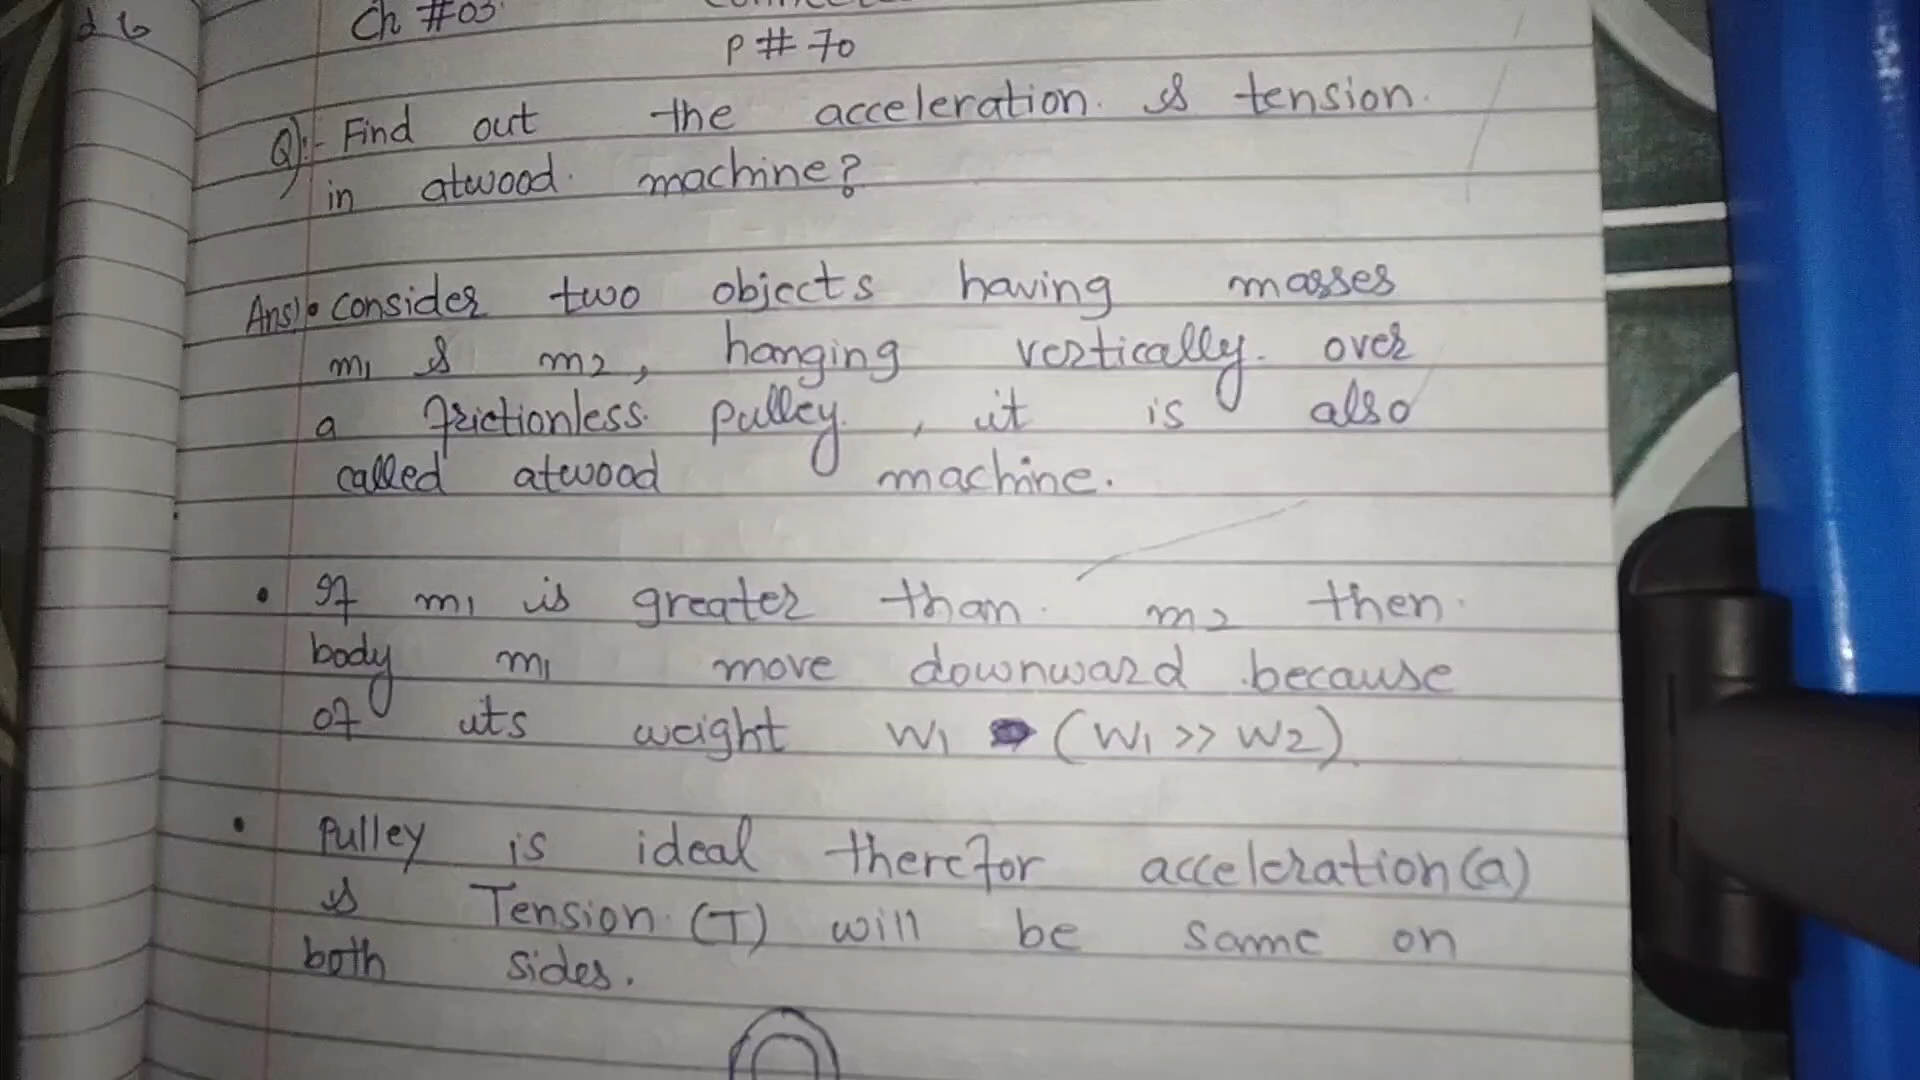 26
Ch #03.
P # 70
Q):- Find out the acceleration & tension.
in atwood machine?
Ans):- consider two objects having masses
m1 & m2, hanging vertically over
a frictionless pulley, it is also
called atwood machine.
• If m1 is greater than m2 then
body m1 move downward because
of its weight W1 (W1 >> W2).
• Pulley is ideal therefor acceleration (a)
& Tension (T) will be same on
both sides.